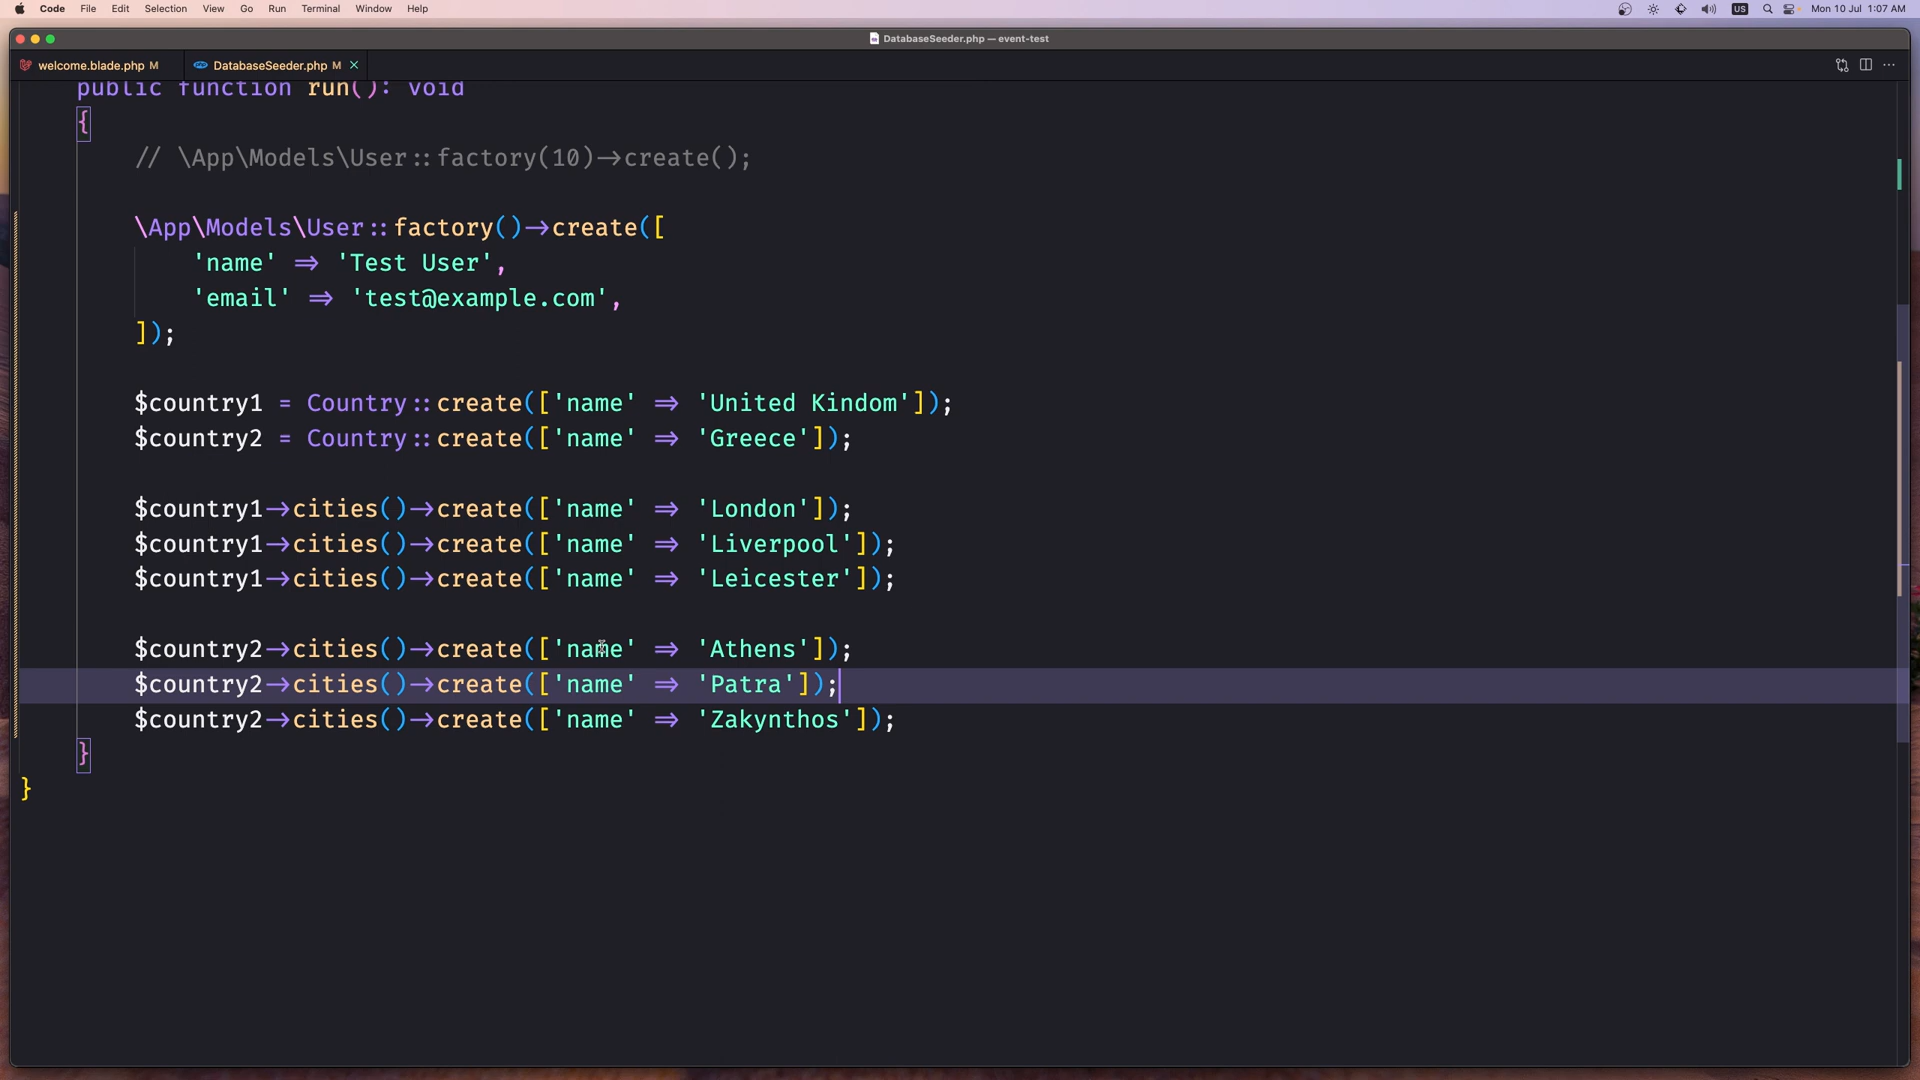 Code File Edit Selection View Go Run Terminal Window Help US Mon 10 Jul 1:07 AM
DatabaseSeeder.php — event-test
welcome.blade.php M DatabaseSeeder.php M
public function run(): void
{
// \App\Models\User::factory(10)->create();
\App\Models\User::factory()->create([
'name' => 'Test User',
'email' => 'test@example.com',
]);
$country1 = Country::create(['name' => 'United Kindom']);
$country2 = Country::create(['name' => 'Greece']);
$country1->cities()->create(['name' => 'London']);
$country1->cities()->create(['name' => 'Liverpool']);
$country1->cities()->create(['name' => 'Leicester']);
$country2->cities()->create(['name' => 'Athens']);
$country2->cities()->create(['name' => 'Patra']);
$country2->cities()->create(['name' => 'Zakynthos']);
}
}